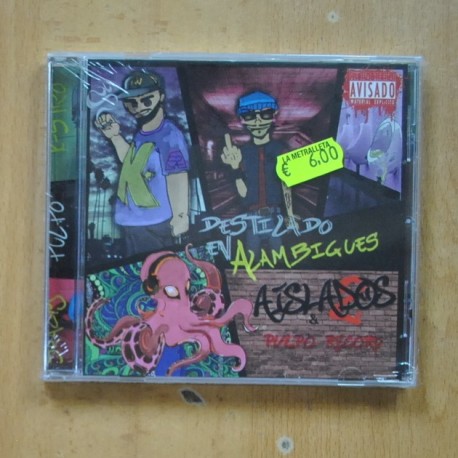 AVISADO
MATERIAL EXPLICITO
LA METRALLETA
€ 6,00
K
DESTILADO
EN ALAMBIGUES
AISLADOS
&
PULPO RECORD
PULPO